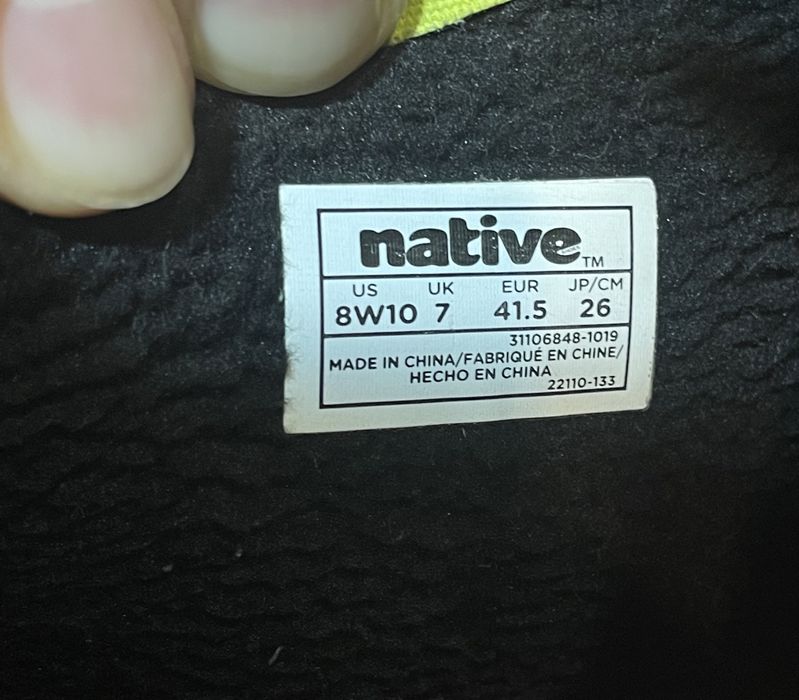 native™
US UK EUR JP/CM
8W10 7 41.5 26
31106848-1019
MADE IN CHINA/FABRIQUÉ EN CHINE/
HECHO EN CHINA
22110-133